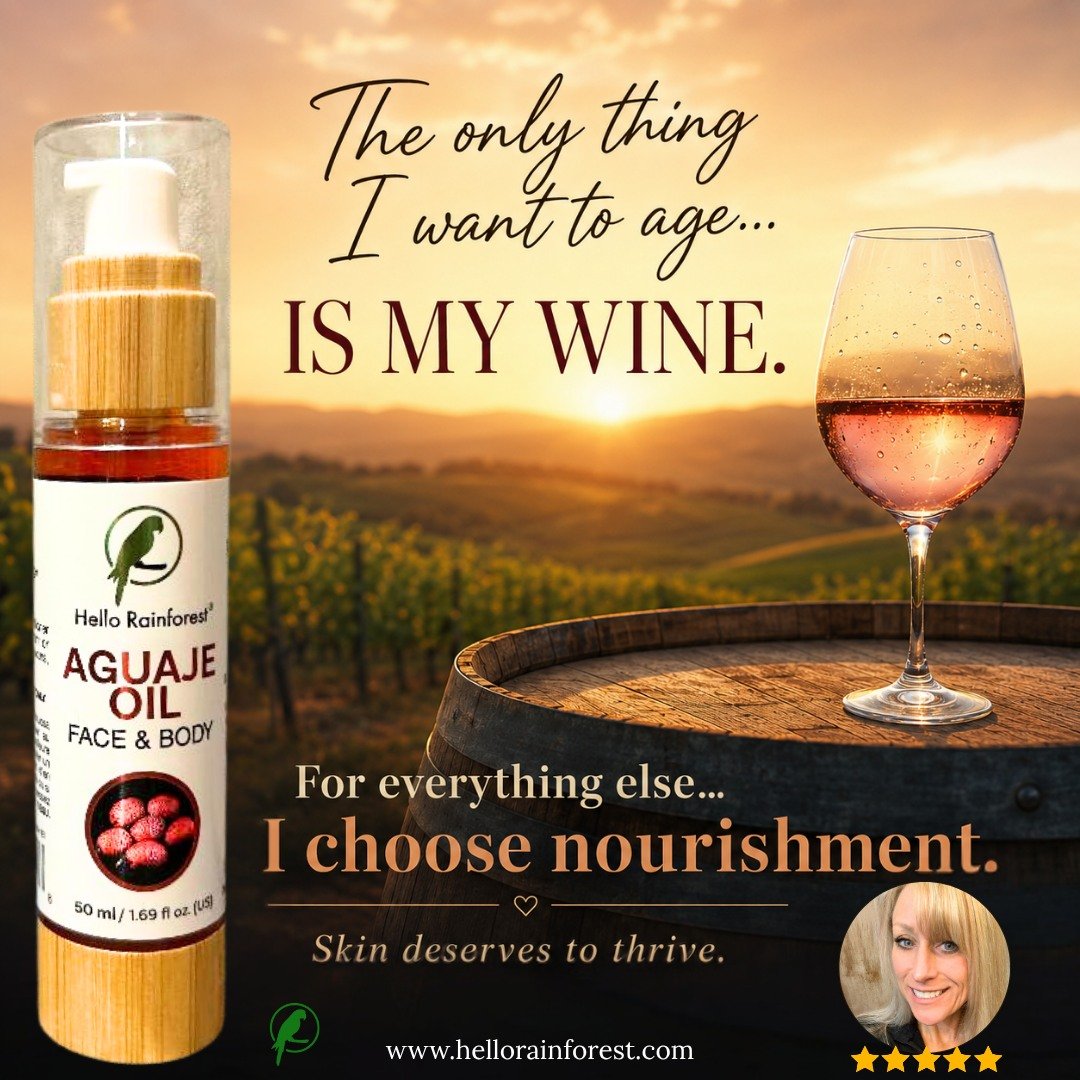 The only thing
I want to age...
IS MY WINE.
Hello Rainforest®
AGUAJE
OIL
FACE & BODY
50 ml / 1.69 fl oz. (US)
For everything else...
I choose nourishment.
Skin deserves to thrive.
www.hellorainforest.com